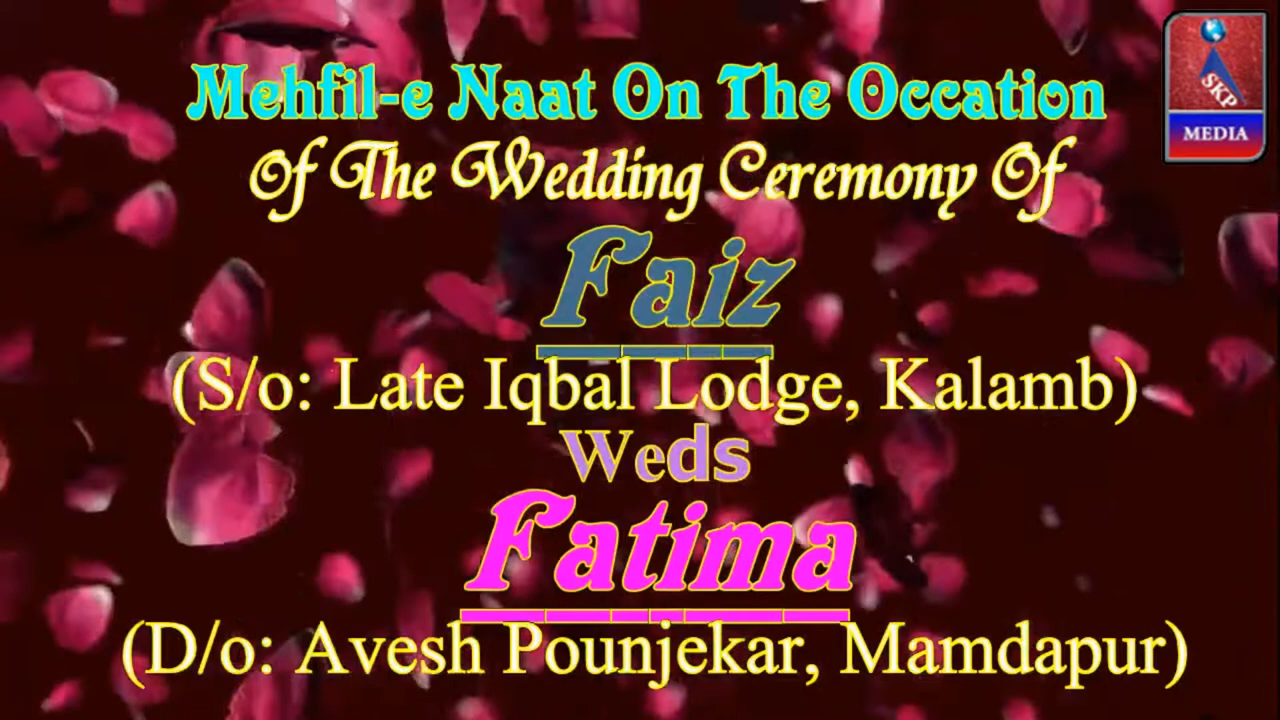 Mehfil-e Naat On The Occation
Of The Wedding Ceremony Of
Faiz
(S/o: Late Iqbal Lodge, Kalamb)
Weds
Fatima
(D/o: Avesh Pounjekar, Mamdapur)
SKP
MEDIA